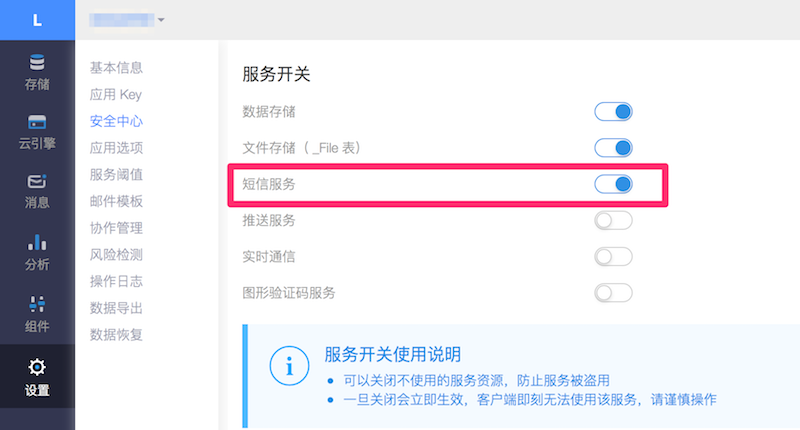 L
存储
云引擎
消息
分析
组件
设置
基本信息
应用 Key
安全中心
应用选项
服务阈值
邮件模板
协作管理
风险检测
操作日志
数据导出
数据恢复
服务开关
数据存储
文件存储（ _File 表）
短信服务
推送服务
实时通信
图形验证码服务
服务开关使用说明
可以关闭不使用的服务资源，防止服务被盗用
一旦关闭会立即生效，客户端即刻无法使用该服务，请谨慎操作